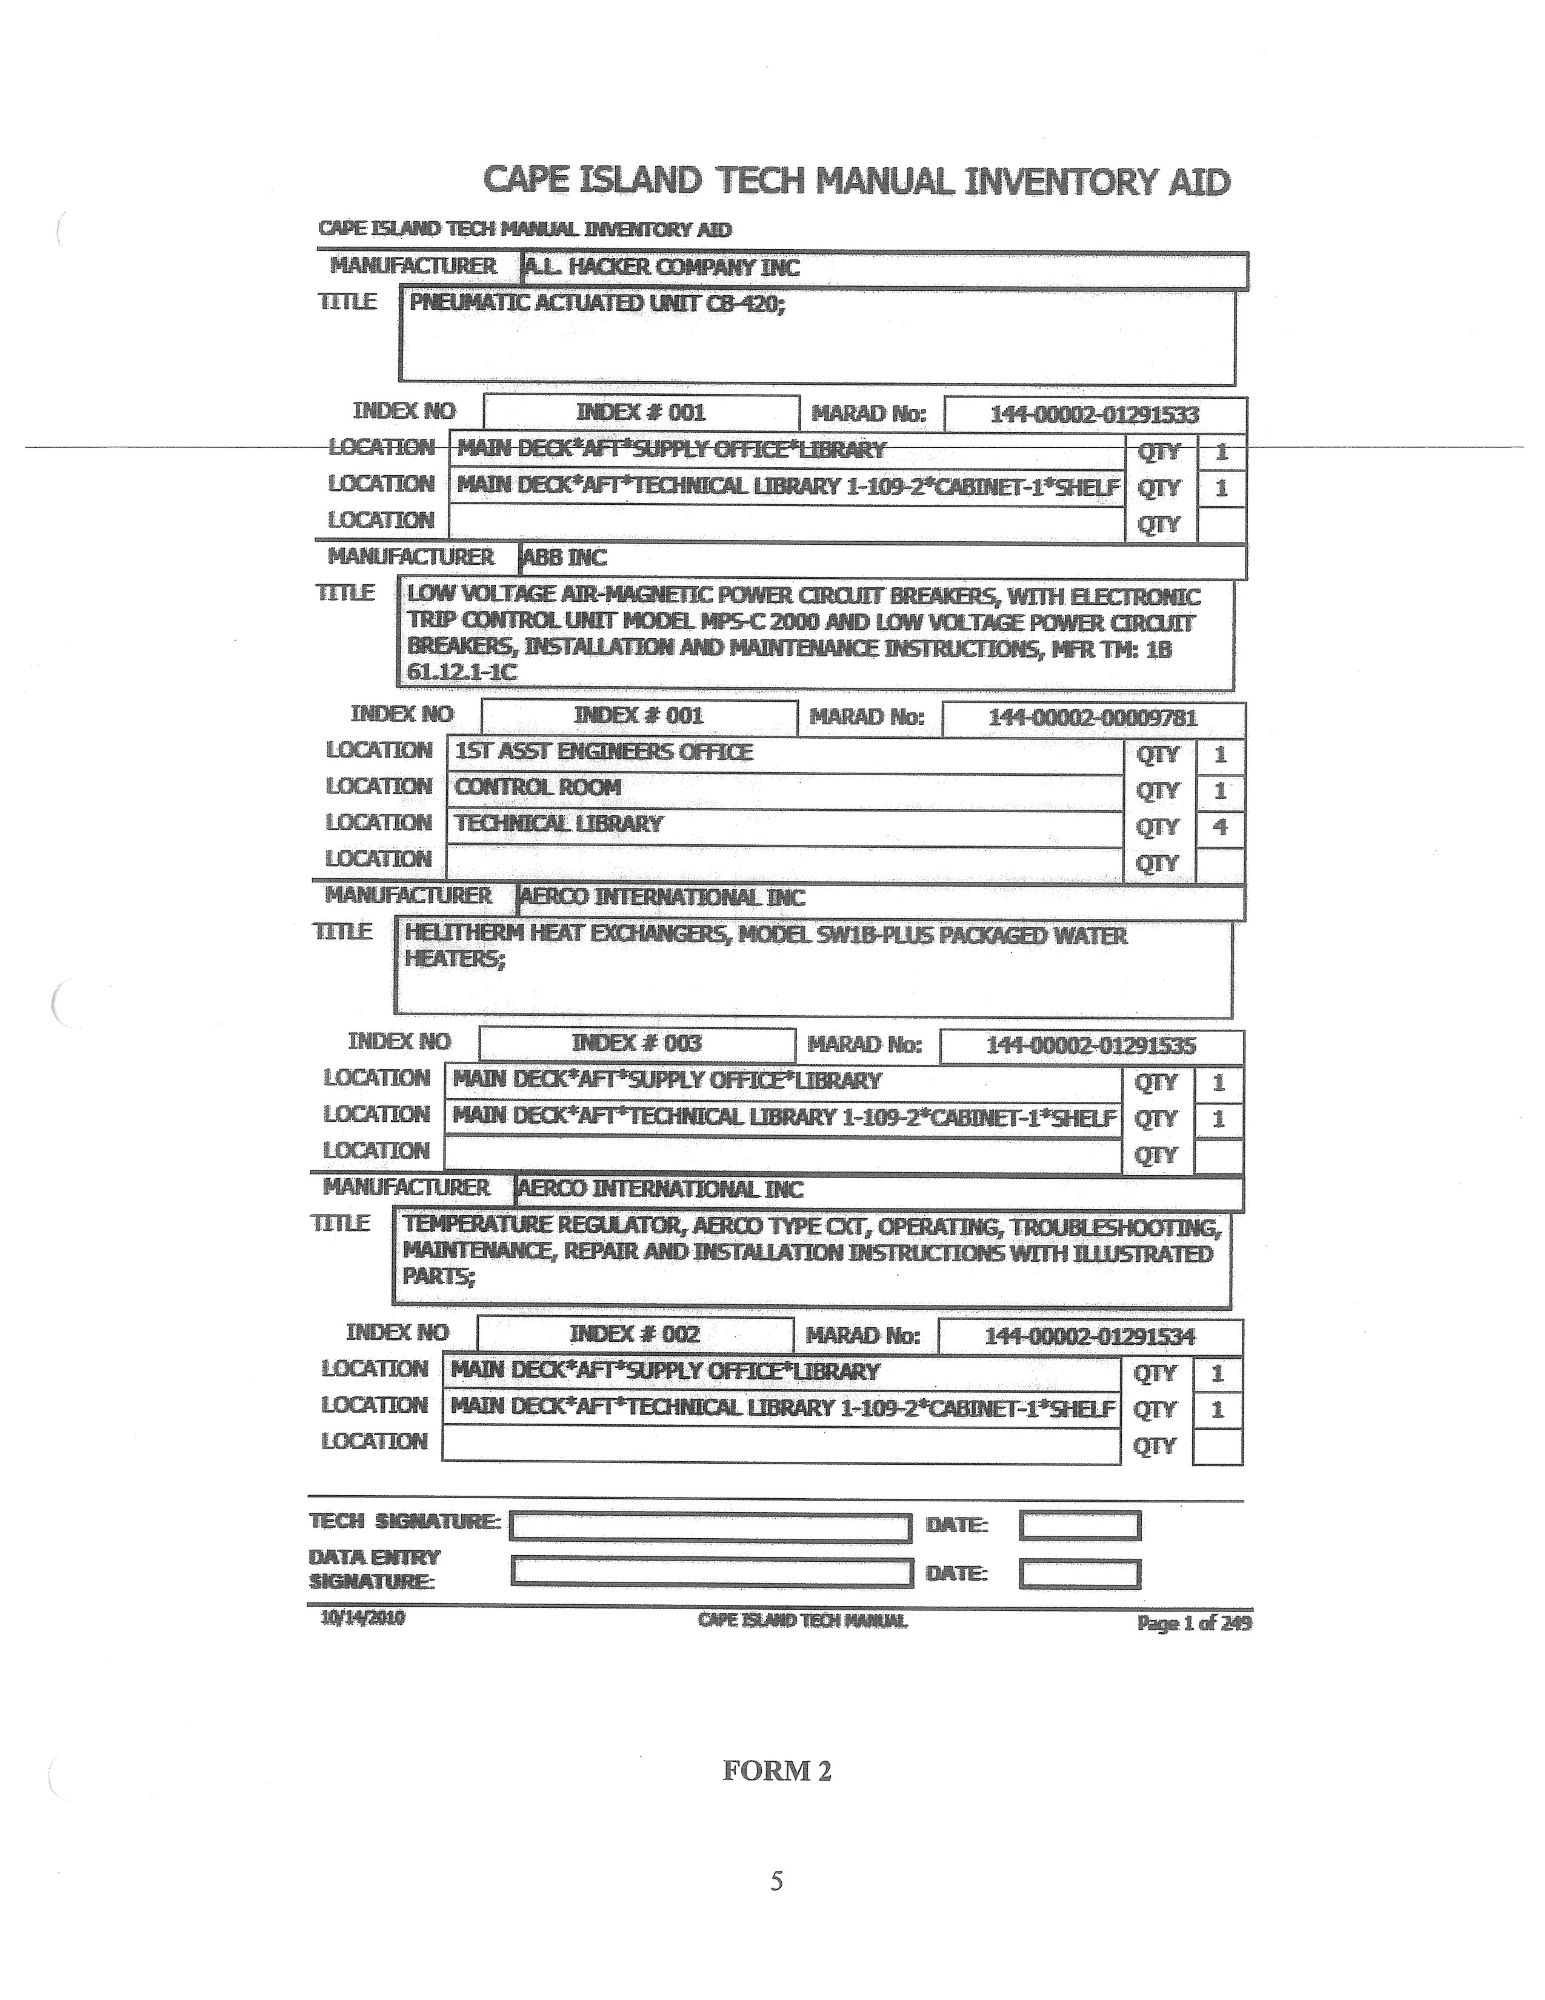 CAPE ISLAND TECH MANUAL INVENTORY AID
CAPE ISLAND TECH MANUAL INVENTORY AID
MANUFACTURER A.L. HACKER COMPANY INC
TITLE PNEUMATIC ACTUATED UNIT CB-420;
INDEX NO INDEX # 001 MARAD No: 144-00002-01291533
LOCATION MAIN DECK*AFT*SUPPLY OFFICE*LIBRARY QTY 1
LOCATION MAIN DECK*AFT*TECHNICAL LIBRARY 1-109-2*CABINET-1*SHELF QTY 1
LOCATION QTY
MANUFACTURER ABB INC
TITLE LOW VOLTAGE AIR-MAGNETIC POWER CIRCUIT BREAKERS, WITH ELECTRONIC
TRIP CONTROL UNIT MODEL MPS-C 2000 AND LOW VOLTAGE POWER CIRCUIT
BREAKERS, INSTALLATION AND MAINTENANCE INSTRUCTIONS, MFR TM: 1B
61.12.1-1C
INDEX NO INDEX # 001 MARAD No: 144-00002-00009781
LOCATION 1ST ASST ENGINEERS OFFICE QTY 1
LOCATION CONTROL ROOM QTY 1
LOCATION TECHNICAL LIBRARY QTY 4
LOCATION QTY
MANUFACTURER AERCO INTERNATIONAL INC
TITLE HELITHERM HEAT EXCHANGERS, MODEL SW1B-PLUS PACKAGED WATER
HEATERS;
INDEX NO INDEX # 003 MARAD No: 144-00002-01291535
LOCATION MAIN DECK*AFT*SUPPLY OFFICE*LIBRARY QTY 1
LOCATION MAIN DECK*AFT*TECHNICAL LIBRARY 1-109-2*CABINET-1*SHELF QTY 1
LOCATION QTY
MANUFACTURER AERCO INTERNATIONAL INC
TITLE TEMPERATURE REGULATOR, AERCO TYPE CXT, OPERATING, TROUBLESHOOTING,
MAINTENANCE, REPAIR AND INSTALLATION INSTRUCTIONS WITH ILLUSTRATED
PARTS;
INDEX NO INDEX # 002 MARAD No: 144-00002-01291534
LOCATION MAIN DECK*AFT*SUPPLY OFFICE*LIBRARY QTY 1
LOCATION MAIN DECK*AFT*TECHNICAL LIBRARY 1-109-2*CABINET-1*SHELF QTY 1
LOCATION QTY
TECH SIGNATURE: DATE:
DATA ENTRY
SIGNATURE: DATE:
10/14/2010 CAPE ISLAND TECH MANUAL Page 1 of 249
FORM 2
5